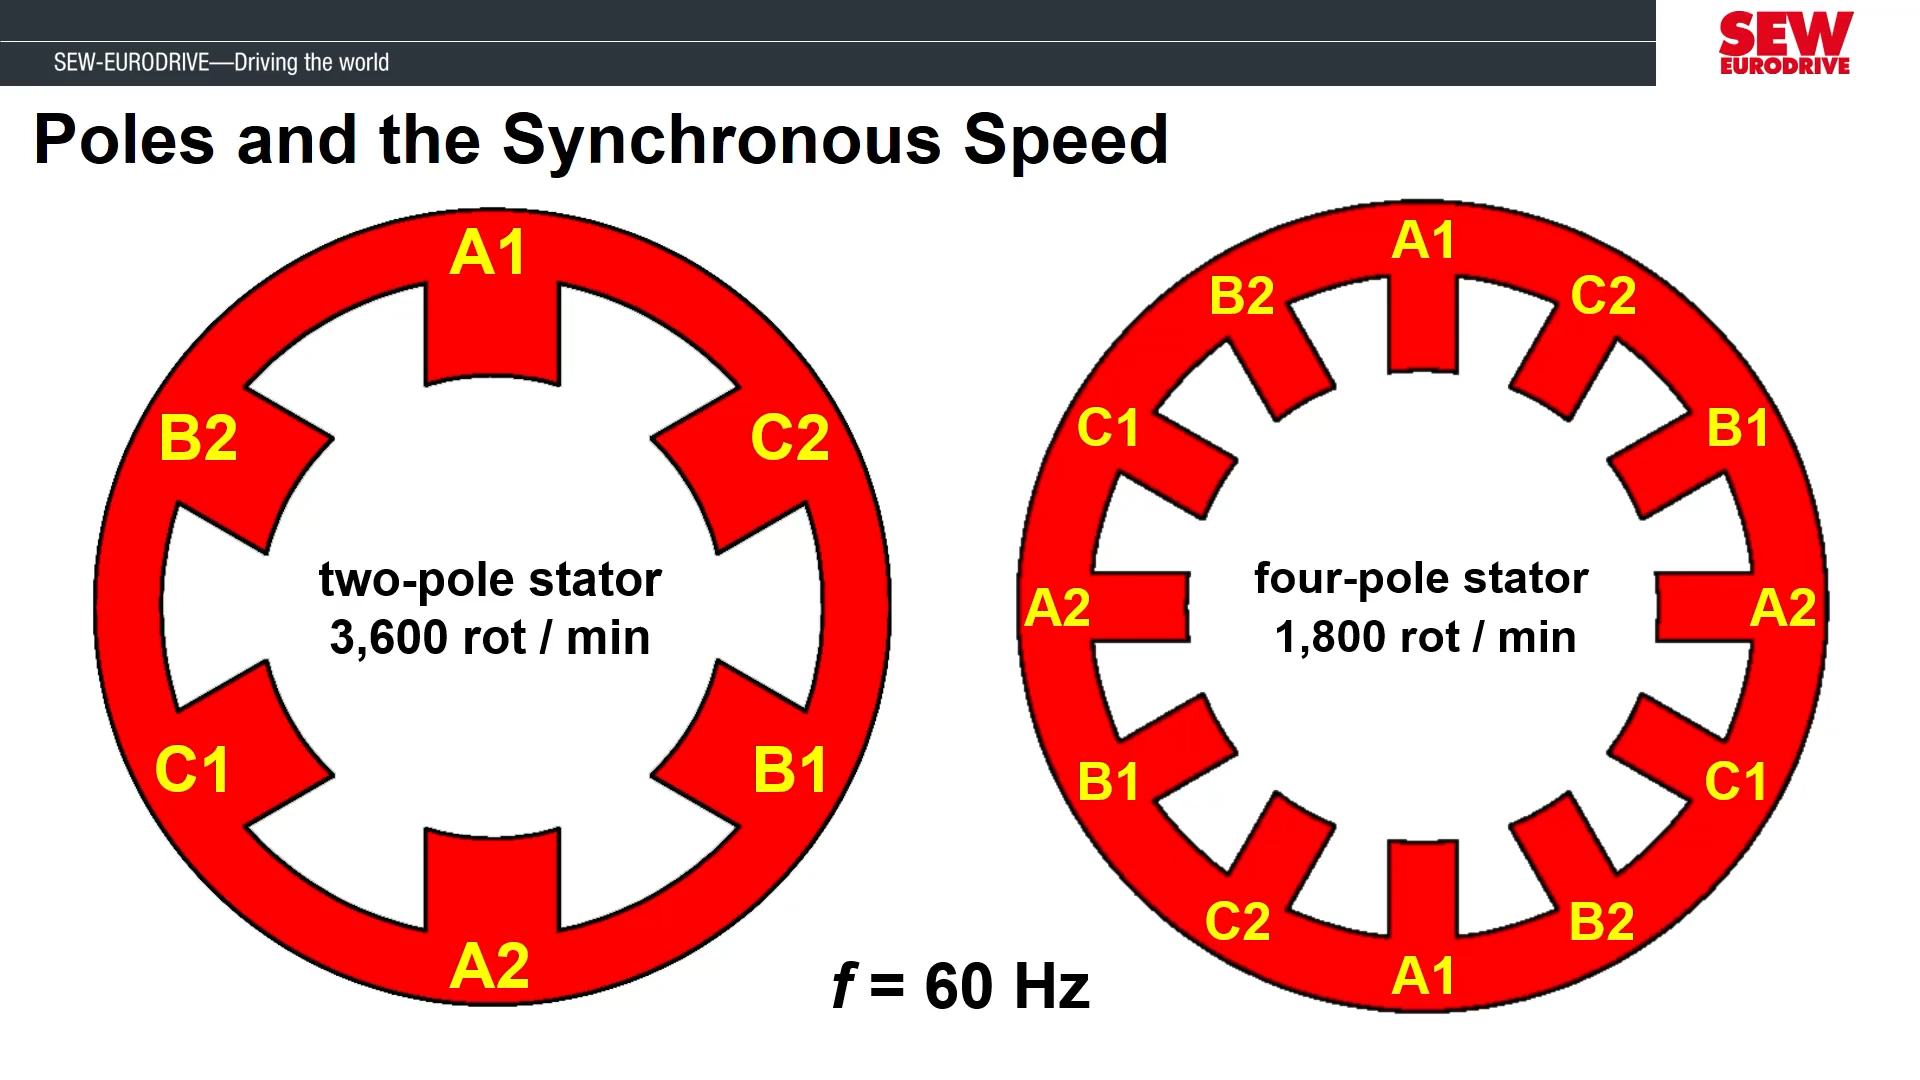 SEW-EURODRIVE—Driving the world
SEW
EURODRIVE
Poles and the Synchronous Speed
A1
B2
C2
two-pole stator
3,600 rot / min
C1
B1
A2
A1
B2
C2
C1
B1
A2
four-pole stator
1,800 rot / min
A2
B1
C1
C2
B2
A1
f = 60 Hz